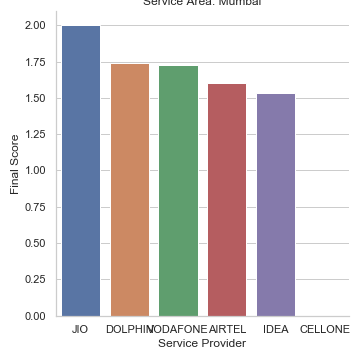 Service Area: Mumbai
2.00
1.75
1.50
1.25
1.00
0.75
0.50
0.25
0.00
Final Score
JIO DOLPHIN VODAFONE AIRTEL IDEA CELLONE
Service Provider